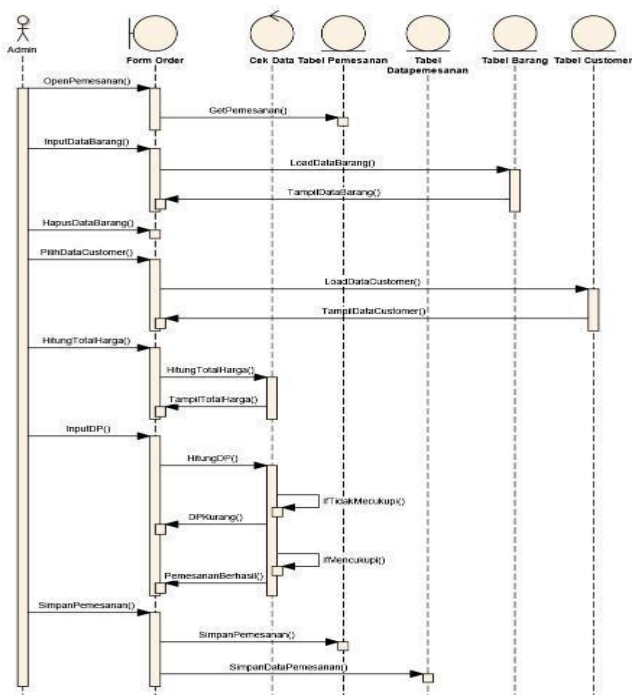 Admin
Form Order
Cek Data
Tabel Pemesanan
Tabel
Datapemesanan
Tabel Barang
Tabel Customer
OpenPemesanan()
GetPemesanan()
InputDataBarang()
LoadDataBarang()
TampilDataBarang()
HapusDataBarang()
PilihDataCustomer()
LoadDataCustomer()
TampilDataCustomer()
HitungTotalHarga()
HitungTotalHarga()
TampilTotalHarga()
InputDP()
HitungDP()
IfTidakMecukupi()
DPKurang()
IfMencukupi()
PemesananBerhasil()
SimpanPemesanan()
SimpanPemesanan()
SimpanDataPemesanan()